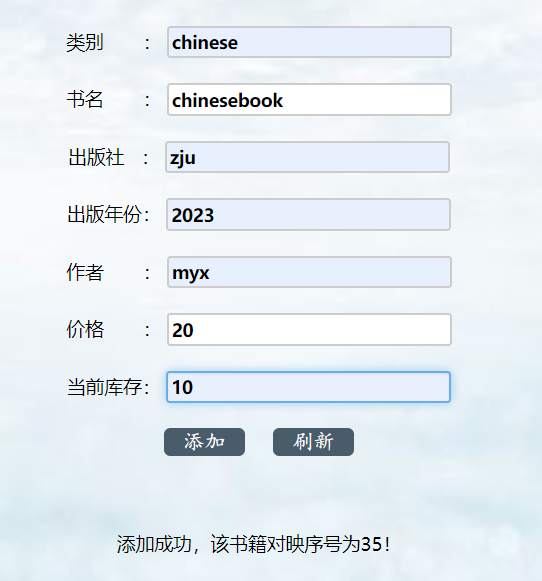 类别 : chinese
书名 : chinesebook
出版社 : zju
出版年份: 2023
作者 : myx
价格 : 20
当前库存: 10
添加 刷新
添加成功，该书籍对映序号为35!